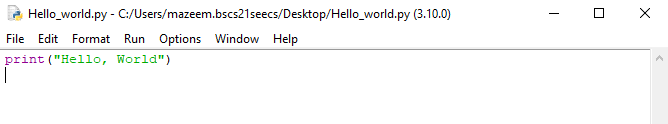 Hello_world.py - C:/Users/mazeem.bscs21seecs/Desktop/Hello_world.py (3.10.0)
File Edit Format Run Options Window Help
print("Hello, World")